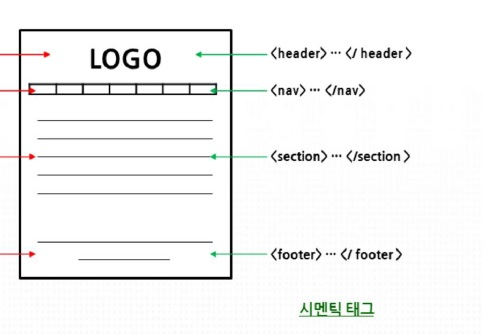 LOGO
<header> ··· </ header >
<nav> ··· </nav>
<section> ··· </section >
<footer> ··· </ footer >
시멘틱 태그